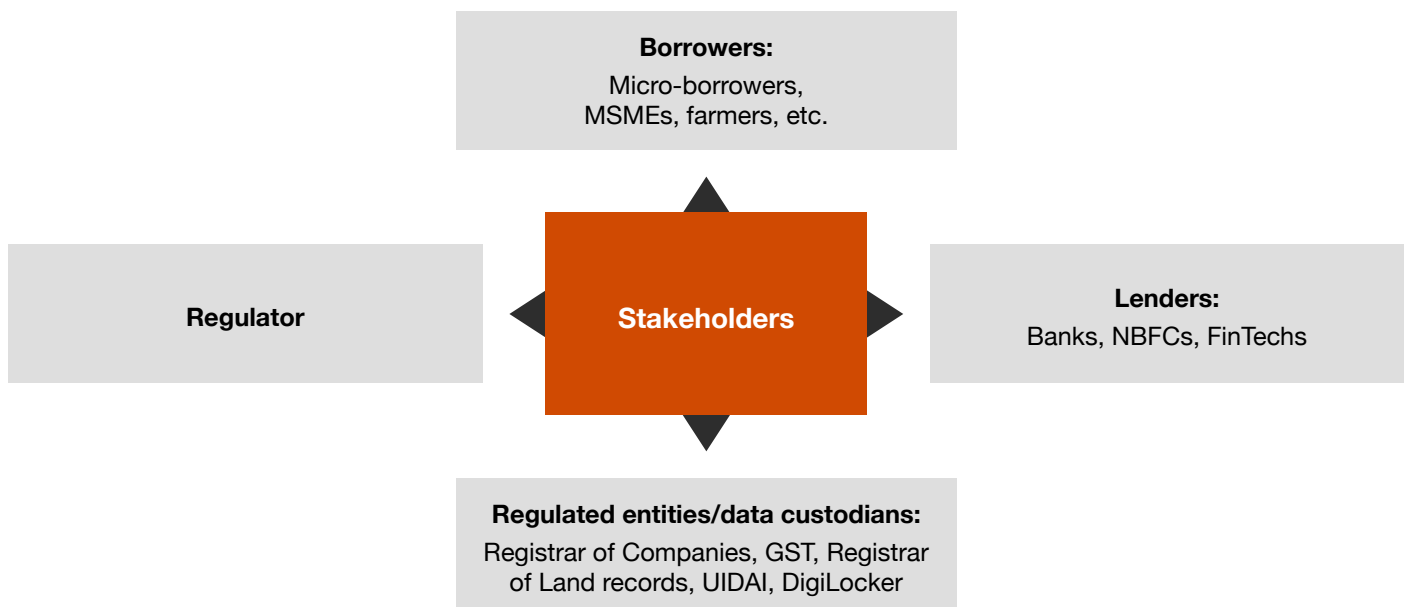 Borrowers:
Micro-borrowers,
MSMEs, farmers, etc.
Regulator
Stakeholders
Lenders:
Banks, NBFCs, FinTechs
Regulated entities/data custodians:
Registrar of Companies, GST, Registrar
of Land records, UIDAI, DigiLocker